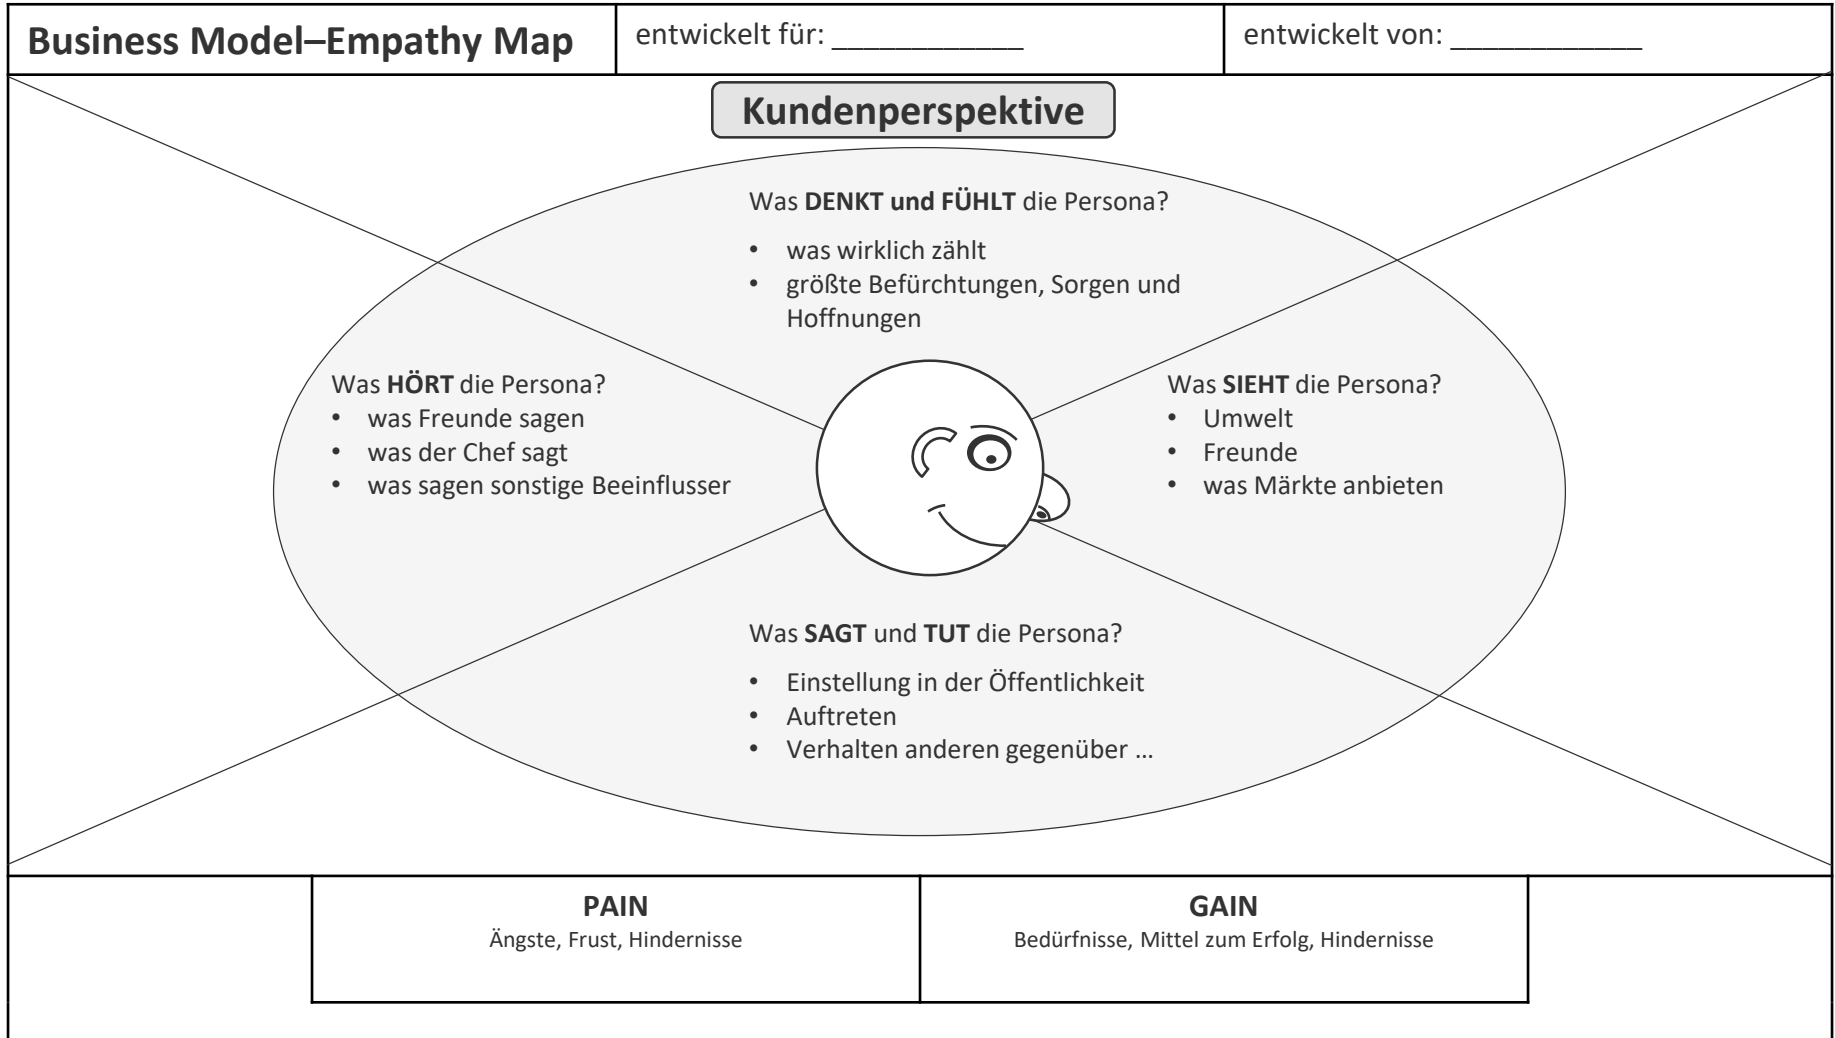 Business Model–Empathy Map
entwickelt für: ____________
entwickelt von: ____________
Kundenperspektive
Was DENKT und FÜHLT die Persona?
• was wirklich zählt
• größte Befürchtungen, Sorgen und
Hoffnungen
Was HÖRT die Persona?
• was Freunde sagen
• was der Chef sagt
• was sagen sonstige Beeinflusser
Was SIEHT die Persona?
• Umwelt
• Freunde
• was Märkte anbieten
Was SAGT und TUT die Persona?
• Einstellung in der Öffentlichkeit
• Auftreten
• Verhalten anderen gegenüber …
PAIN
Ängste, Frust, Hindernisse
GAIN
Bedürfnisse, Mittel zum Erfolg, Hindernisse